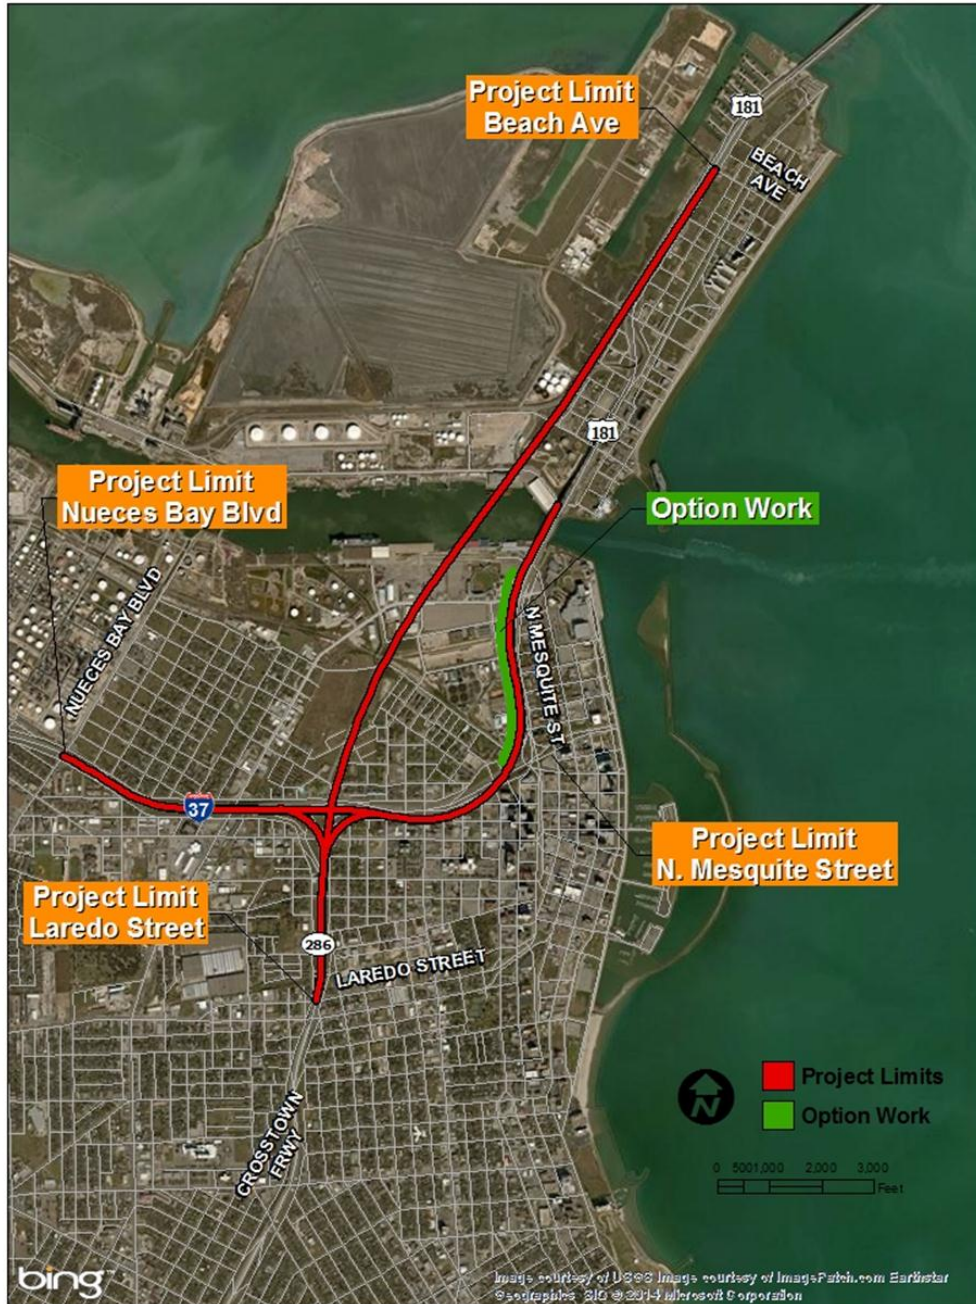 Project Limit
Beach Ave
181
BEACH
AVE
181
Project Limit
Nueces Bay Blvd
Option Work
NUECES BAY BLVD
N MESQUITE ST
37
Project Limit
N. Mesquite Street
Project Limit
Laredo Street
286
LAREDO STREET
CROSSTOWN
FRWY
N
Project Limits
Option Work
0 5001,000 2,000 3,000
Feet
bing
Image courtesy of USGS Image courtesy of ImagePatch.com Earthstar
Geographics SIO © 2014 Microsoft Corporation